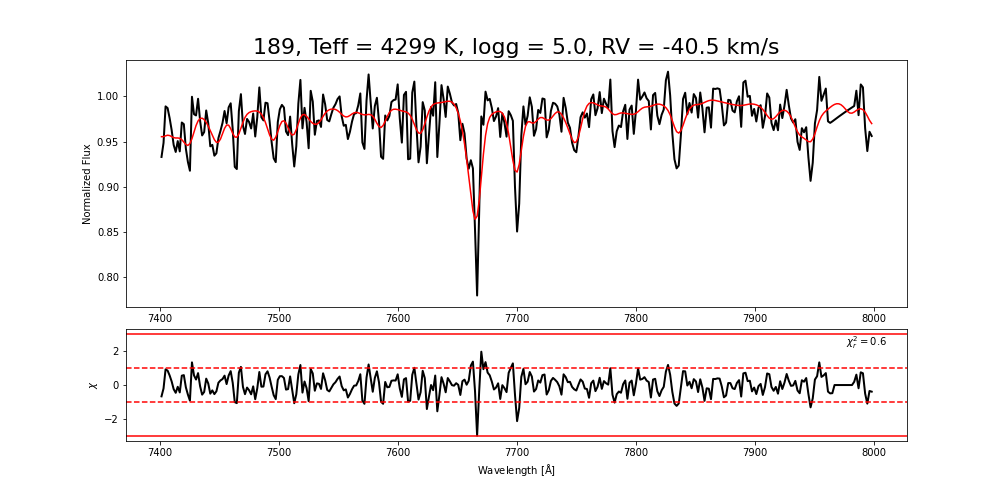 189, Teff = 4299 K, logg = 5.0, RV = -40.5 km/s
Normalized Flux
1.00
0.95
0.90
0.85
0.80
7400 7500 7600 7700 7800 7900 8000
χ
2
0
−2
χ²ᵣ = 0.6
7400 7500 7600 7700 7800 7900 8000
Wavelength [Å]